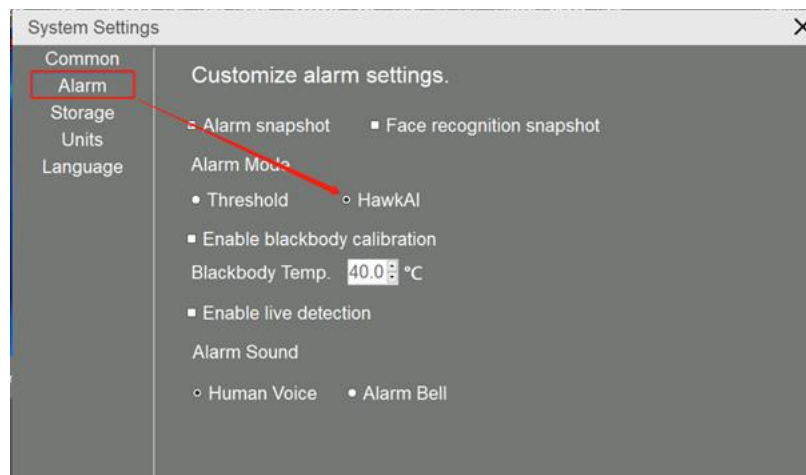 System Settings
Common
Alarm
Storage
Units
Language
Customize alarm settings.
Alarm snapshot Face recognition snapshot
Alarm Mode
Threshold HawkAI
Enable blackbody calibration
Blackbody Temp. 40.0 ℃
Enable live detection
Alarm Sound
Human Voice Alarm Bell